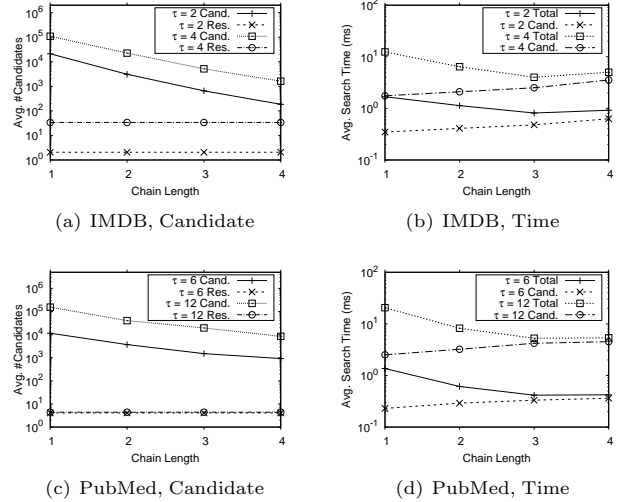 10^6
10^5
10^4
10^3
10^2
10^1
10^0
Avg. #Candidates
τ = 2 Cand.
τ = 2 Res.
τ = 4 Cand.
τ = 4 Res.
1 2 3 4
Chain Length
(a) IMDB, Candidate
10^2
10^1
10^0
10^-1
Avg. Search Time (ms)
τ = 2 Total
τ = 2 Cand.
τ = 4 Total
τ = 4 Cand.
1 2 3 4
Chain Length
(b) IMDB, Time
10^6
10^5
10^4
10^3
10^2
10^1
10^0
Avg. #Candidates
τ = 6 Cand.
τ = 6 Res.
τ = 12 Cand.
τ = 12 Res.
1 2 3 4
Chain Length
(c) PubMed, Candidate
10^2
10^1
10^0
10^-1
Avg. Search Time (ms)
τ = 6 Total
τ = 6 Cand.
τ = 12 Total
τ = 12 Cand.
1 2 3 4
Chain Length
(d) PubMed, Time